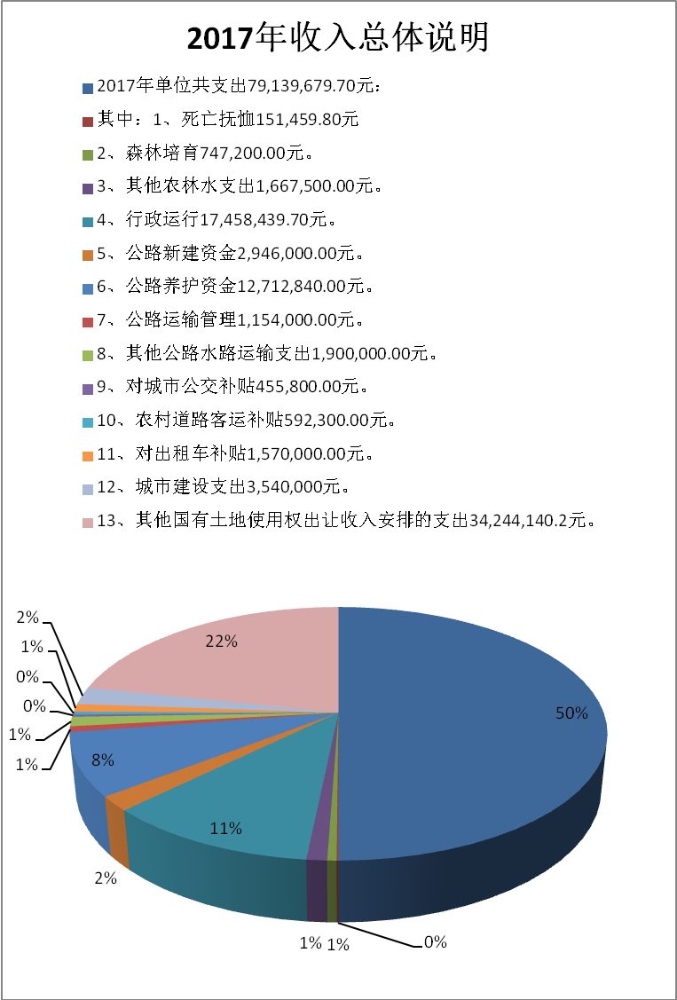 2017年收入总体说明
2017年单位共支出79,139,679.70元：
其中：1、死亡抚恤151,459.80元
2、森林培育747,200.00元。
3、其他农林水支出1,667,500.00元。
4、行政运行17,458,439.70元。
5、公路新建资金2,946,000.00元。
6、公路养护资金12,712,840.00元。
7、公路运输管理1,154,000.00元。
8、其他公路水路运输支出1,900,000.00元。
9、对城市公交补贴455,800.00元。
10、农村道路客运补贴592,300.00元。
11、对出租车补贴1,570,000.00元。
12、城市建设支出3,540,000元。
13、其他国有土地使用权出让收入安排的支出34,244,140.2元。
2%
22%
1%
0%
0%
50%
1%
1%
8%
11%
2%
1%
1%
0%